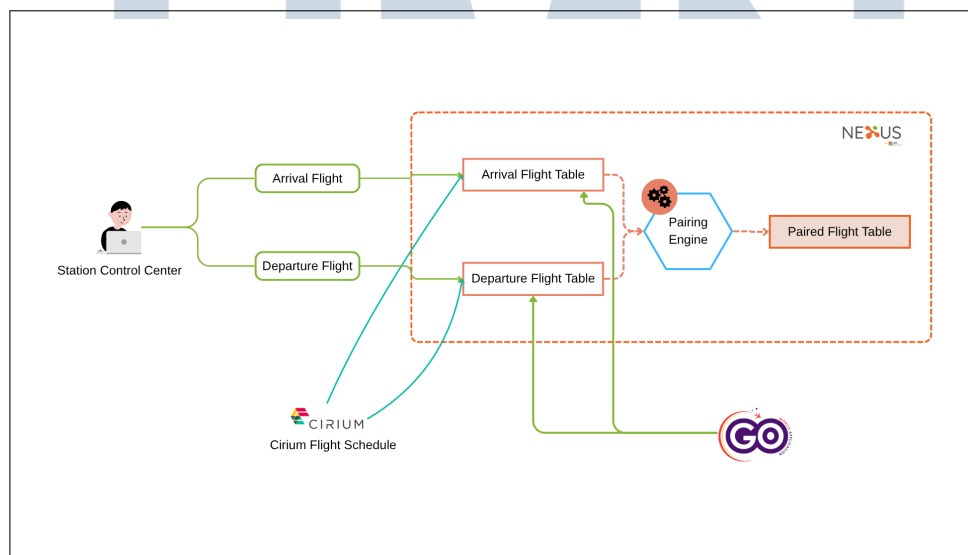 NEXUS
Arrival Flight
Arrival Flight Table
Pairing
Engine
Paired Flight Table
Station Control Center
Departure Flight
Departure Flight Table
CIRIUM
Cirium Flight Schedule
GO